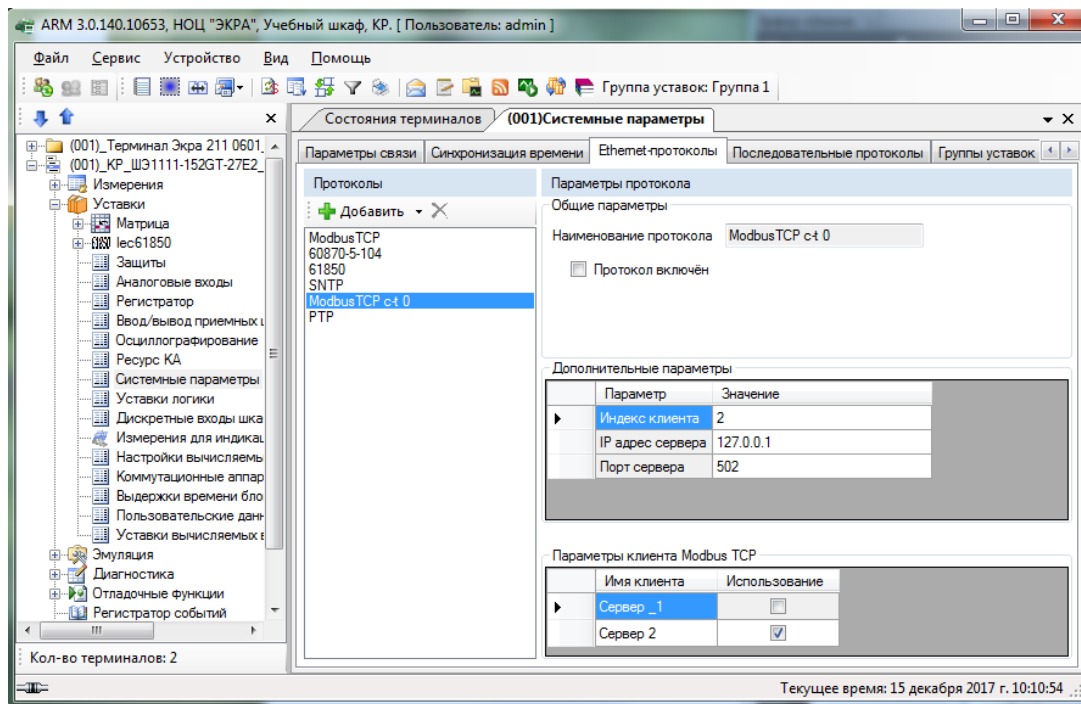 ARM 3.0.140.10653, НОЦ "ЭКРА", Учебный шкаф, КР. [ Пользователь: admin ]
Файл Сервис Устройство Вид Помощь
Группа уставок: Группа 1
(001)_Терминал Экра 211 0601_
(001)_КР_ШЭ1111-152GT-27E2_
Измерения
Уставки
Матрица
Iec61850
Защиты
Аналоговые входы
Регистратор
Ввод/вывод приемных
Осциллографирование
Ресурс КА
Системные параметры
Уставки логики
Дискретные входы шка
Измерения для индикац
Настройки вычисляемы
Коммутационные аппар
Выдержки времени бло
Пользовательские данн
Уставки вычисляемых
Эмуляция
Диагностика
Отладочные функции
Регистратор событий
Кол-во терминалов: 2
Состояния терминалов (001)Системные параметры
Параметры связи Синхронизация времени Ethernet-протоколы Последовательные протоколы Группы уставок
Протоколы
Добавить
ModbusTCP
60870-5-104
61850
SNTP
ModbusTCP c-t 0
PTP
Параметры протокола
Общие параметры
Наименование протокола ModbusTCP c-t 0
Протокол включён
Дополнительные параметры
Параметр Значение
Индекс клиента 2
IP адрес сервера 127.0.0.1
Порт сервера 502
Параметры клиента Modbus TCP
Имя клиента Использование
Сервер _1
Сервер 2
Текущее время: 15 декабря 2017 г. 10:10:54